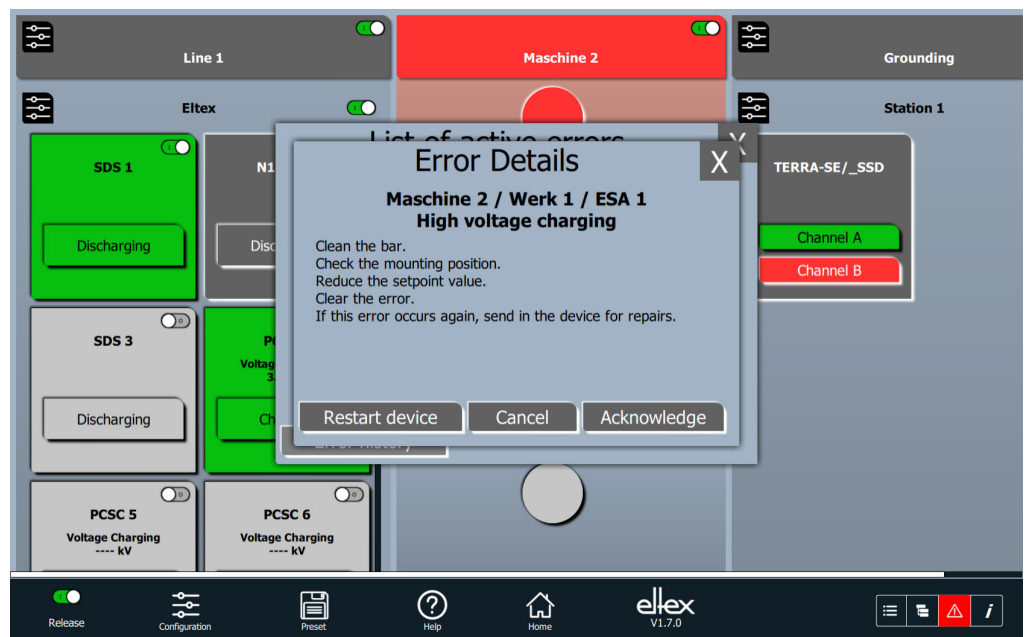 Line 1
Maschine 2
Grounding
Eltex
Station 1
List of active errors
X
Error Details
X
Maschine 2 / Werk 1 / ESA 1
High voltage charging
Clean the bar.
Check the mounting position.
Reduce the setpoint value.
Clear the error.
If this error occurs again, send in the device for repairs.
Restart device
Cancel
Acknowledge
SDS 1
Discharging
N1
Disc
TERRA-SE/_SSD
Channel A
Channel B
SDS 3
Discharging
Voltag
3
Ch
PCSC 5
Voltage Charging
---- kV
PCSC 6
Voltage Charging
---- kV
Release
Configuration
Preset
Help
Home
eltex
V1.7.0
i